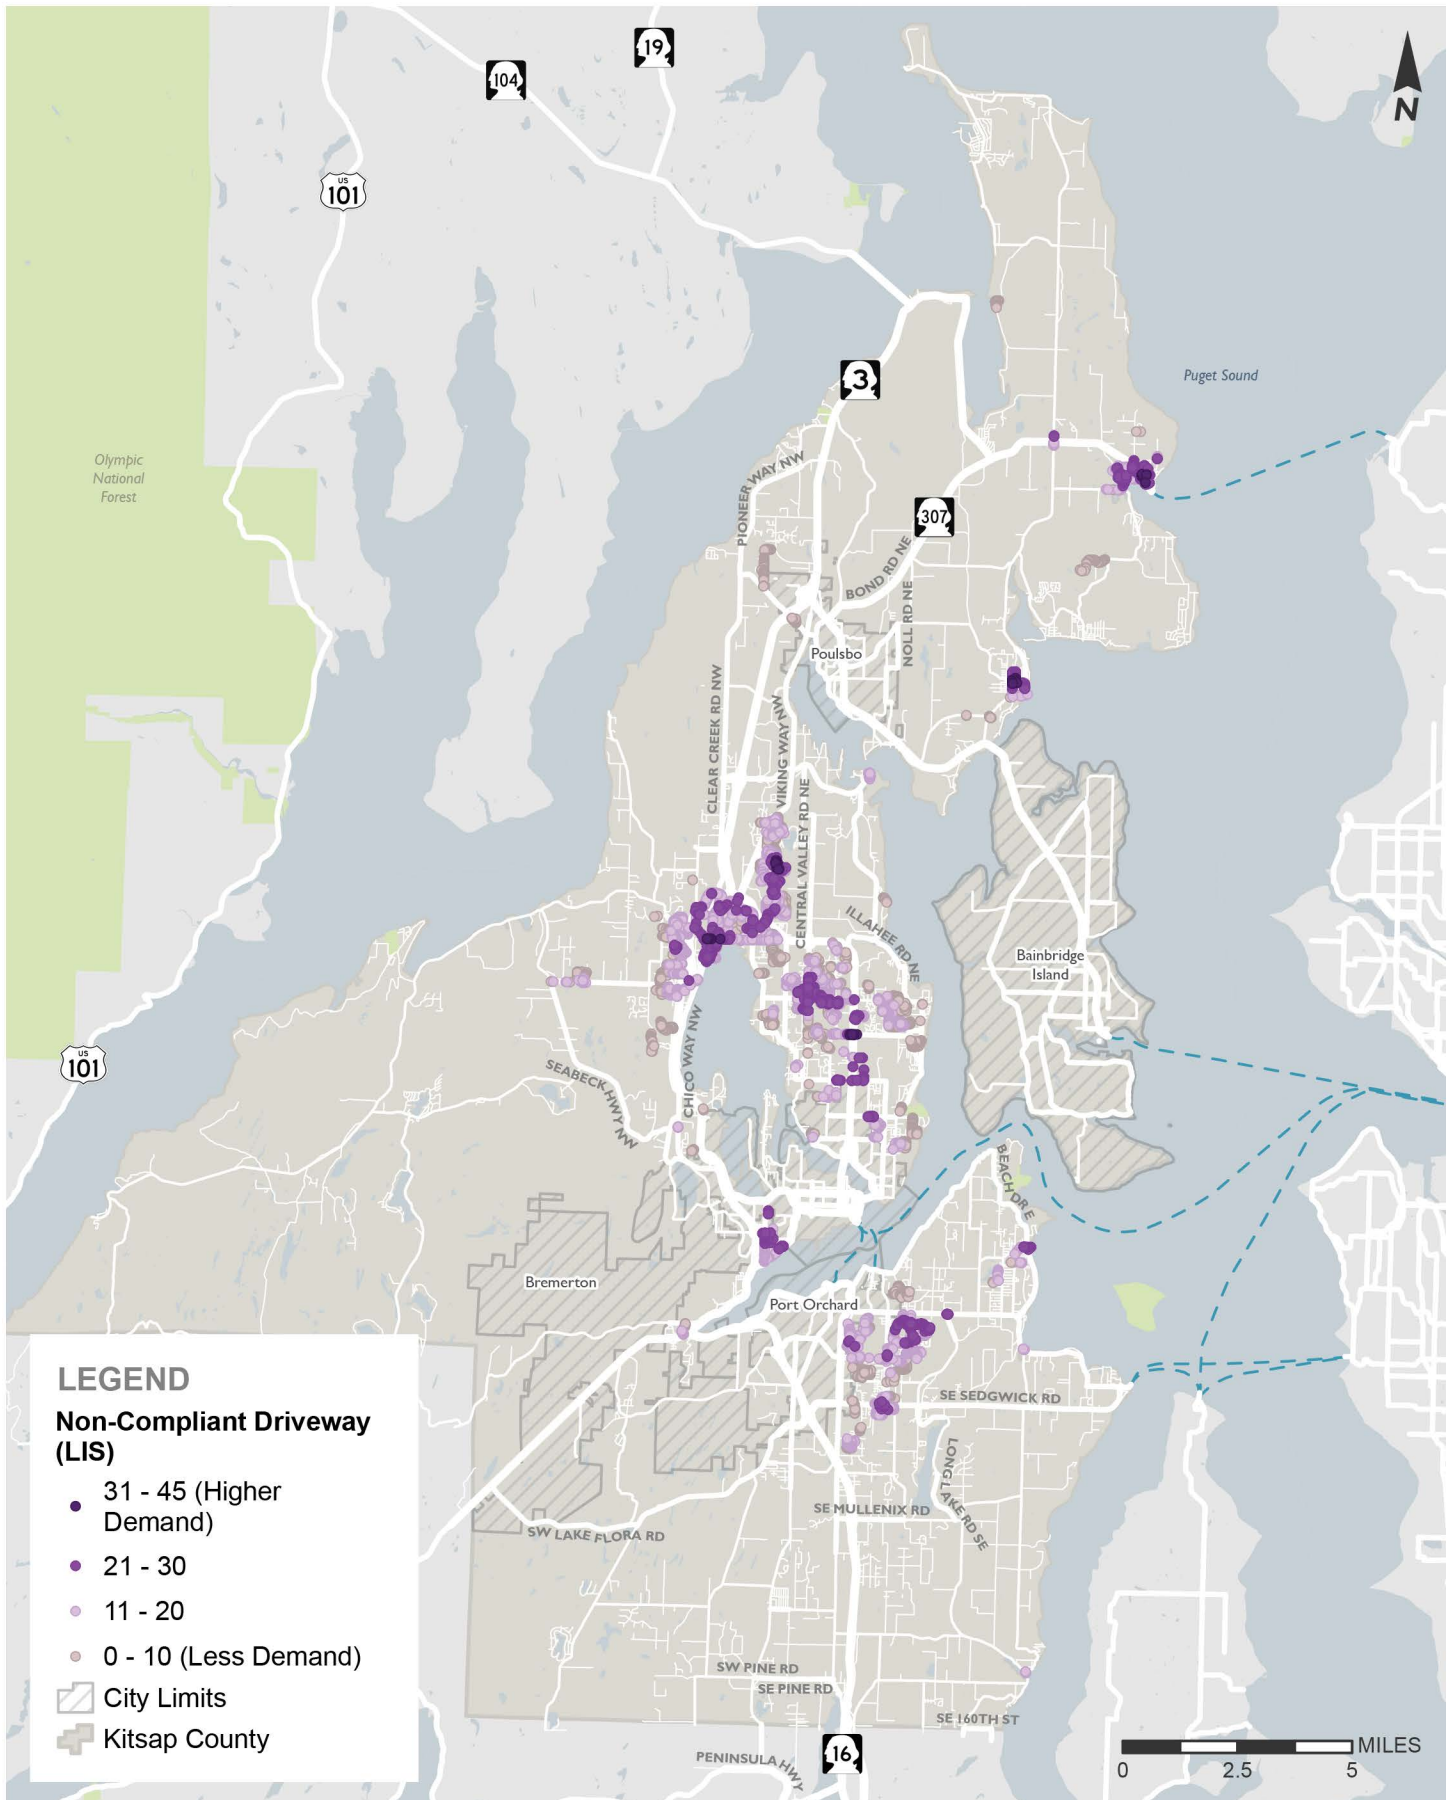 19
104
N
US
101
3
Puget Sound
Olympic
National
Forest
PIONEER WAY NW
307
BOND RD NE
NOLL RD NE
Poulsbo
CLEAR CREEK RD NW
VIKING WAY NW
CENTRAL VALLEY RD NE
ILLAHEE RD NE
Bainbridge
Island
US
101
CHICO WAY NW
SEABECK HWY NW
BEACH DR E
Bremerton
Port Orchard
SE SEDGWICK RD
LONG LAKE RD SE
SE MULLENIX RD
SW LAKE FLORA RD
SW PINE RD
SE PINE RD
SE 160TH ST
PENINSULA HWY
16
LEGEND
Non-Compliant Driveway
(LIS)
31 - 45 (Higher
Demand)
21 - 30
11 - 20
0 - 10 (Less Demand)
City Limits
Kitsap County
MILES
0 2.5 5